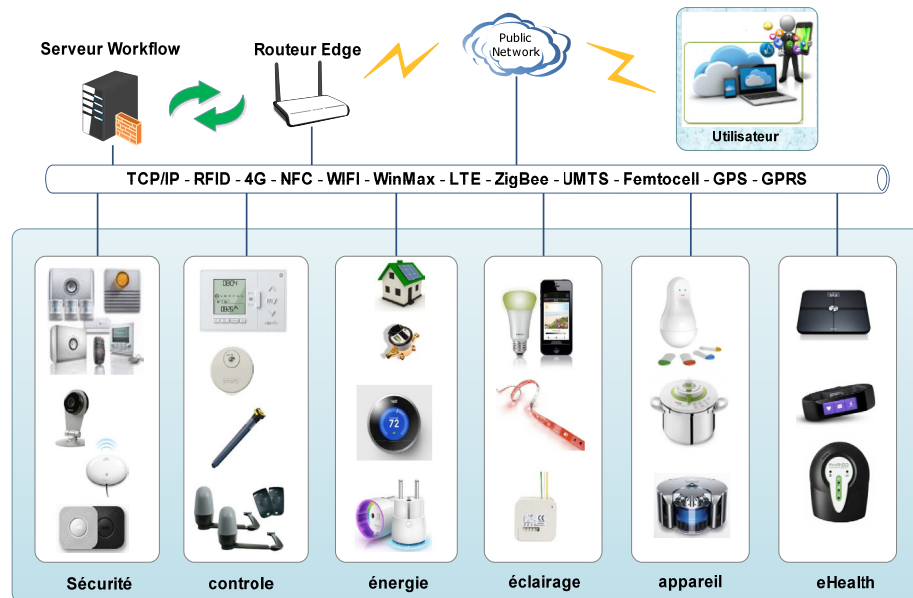 Serveur Workflow
Routeur Edge
Public
Network
Utilisateur
TCP/IP - RFID - 4G - NFC - WIFI - WinMax - LTE - ZigBee - UMTS - Femtocell - GPS - GPRS
72
Sécurité
controle
énergie
éclairage
appareil
eHealth